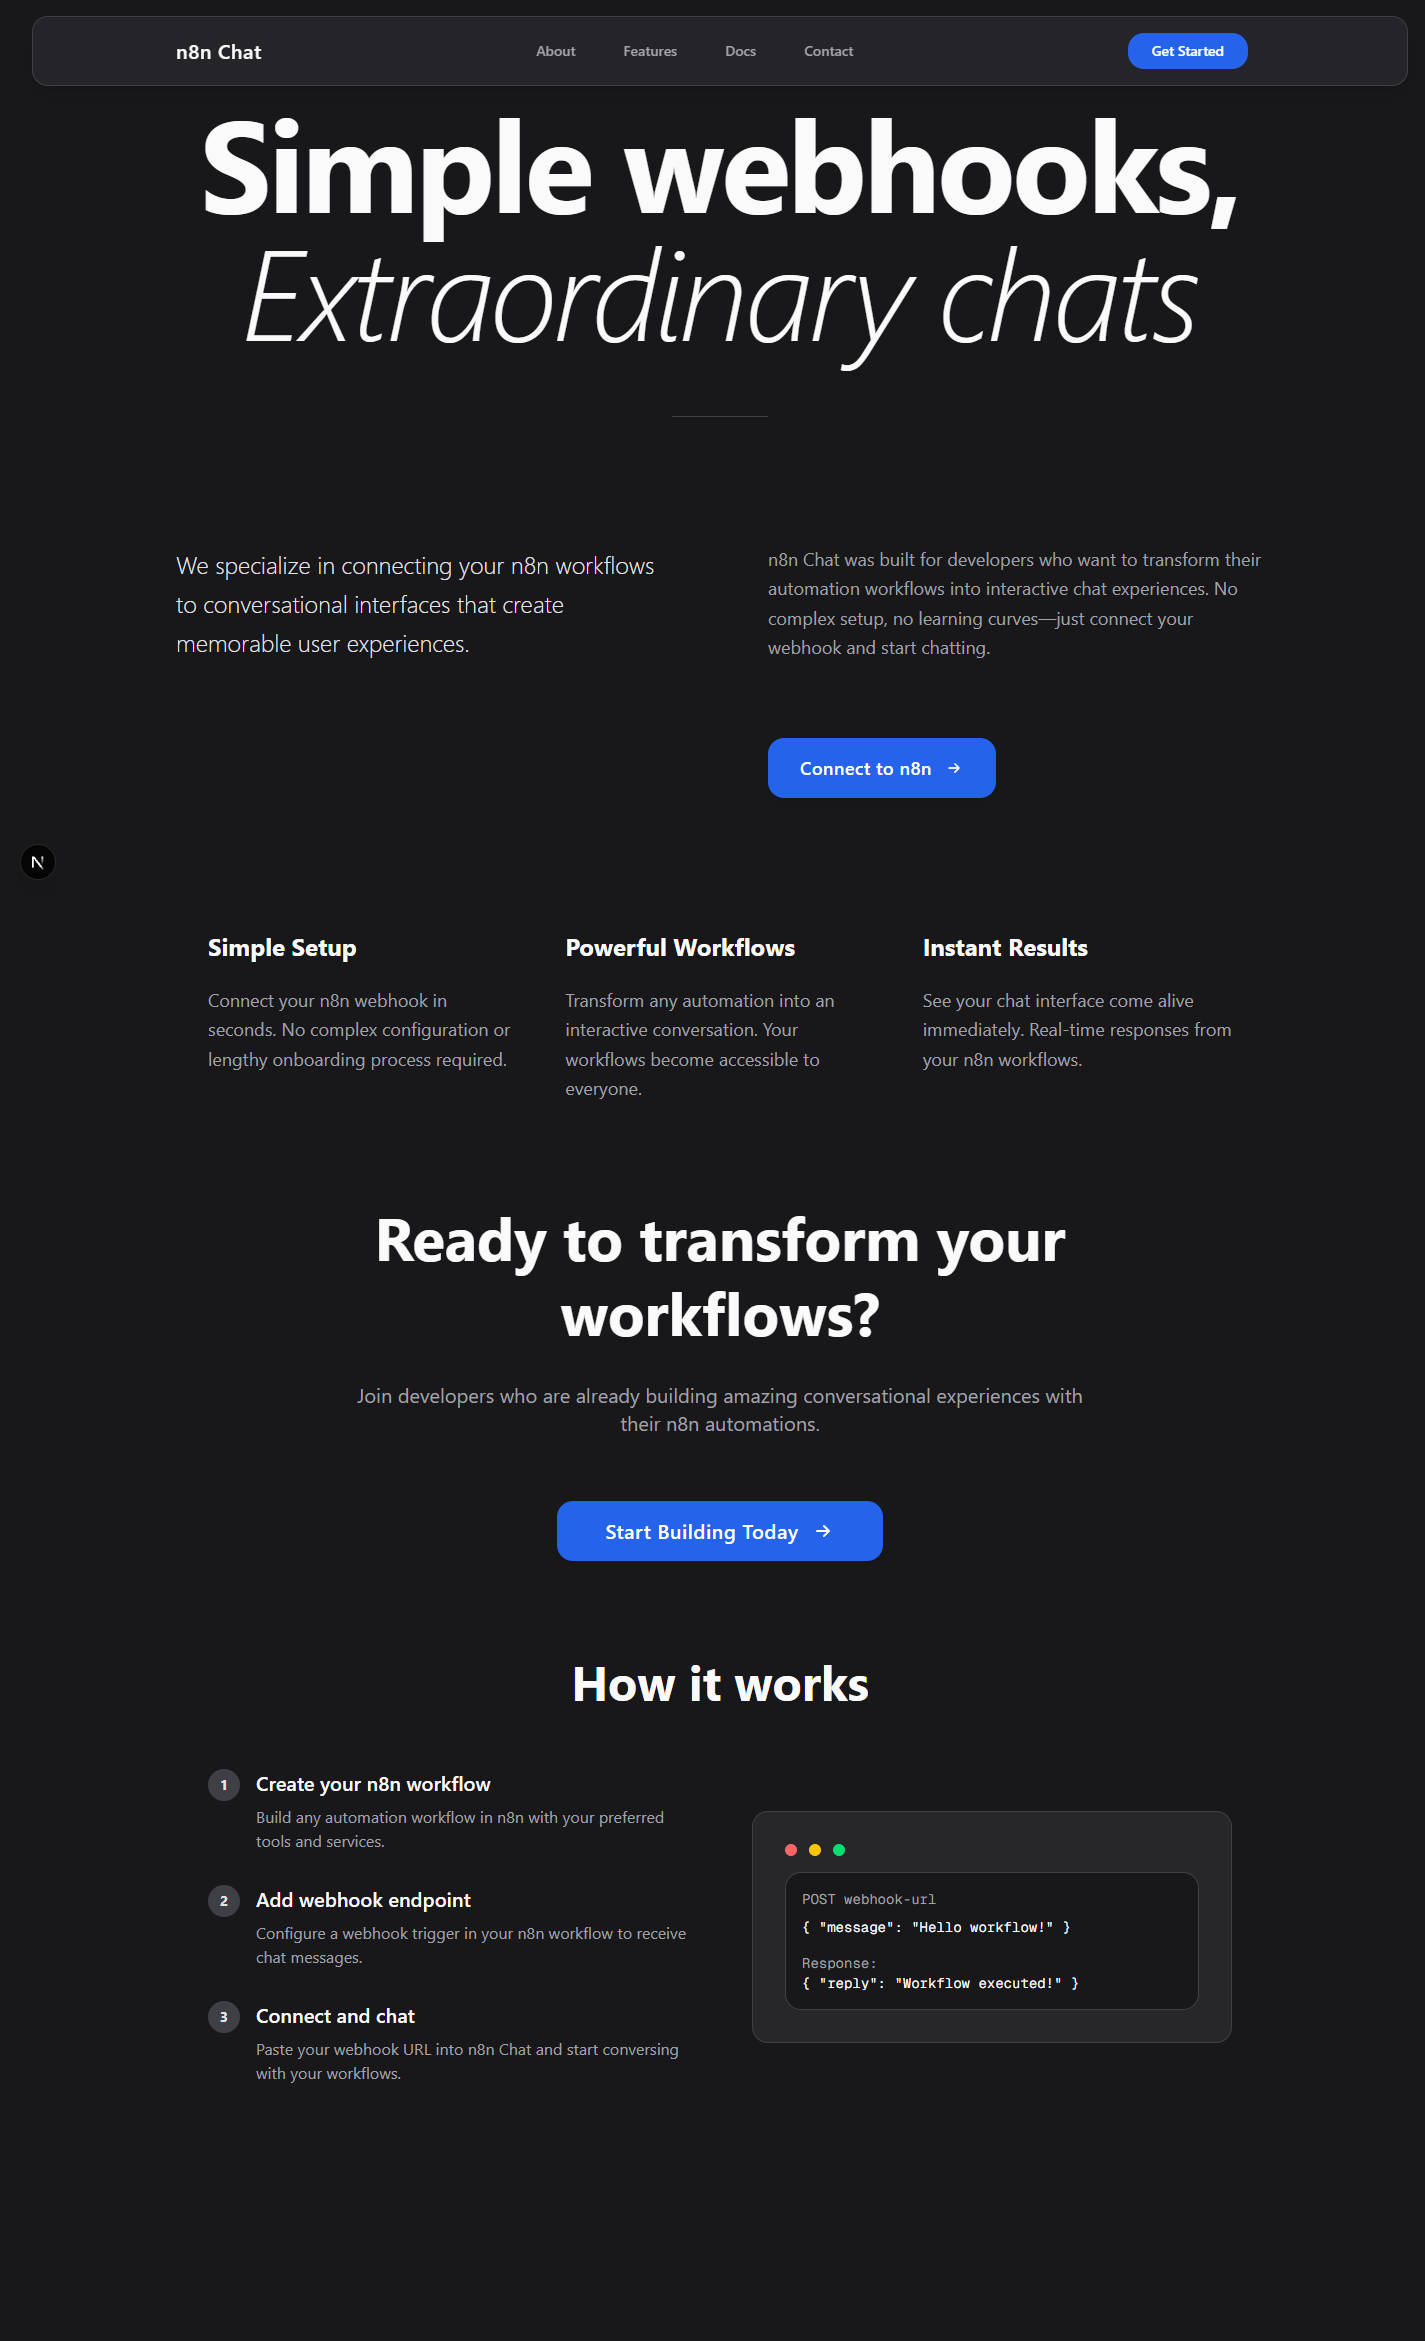 n8n Chat
About
Features
Docs
Contact
Get Started
Simple webhooks,
Extraordinary chats
We specialize in connecting your n8n workflows
to conversational interfaces that create
memorable user experiences.
n8n Chat was built for developers who want to transform their
automation workflows into interactive chat experiences. No
complex setup, no learning curves—just connect your
webhook and start chatting.
Connect to n8n →
N
Simple Setup
Connect your n8n webhook in
seconds. No complex configuration or
lengthy onboarding process required.
Powerful Workflows
Transform any automation into an
interactive conversation. Your
workflows become accessible to
everyone.
Instant Results
See your chat interface come alive
immediately. Real-time responses from
your n8n workflows.
Ready to transform your
workflows?
Join developers who are already building amazing conversational experiences with
their n8n automations.
Start Building Today →
How it works
1
Create your n8n workflow
Build any automation workflow in n8n with your preferred
tools and services.
2
Add webhook endpoint
Configure a webhook trigger in your n8n workflow to receive
chat messages.
3
Connect and chat
Paste your webhook URL into n8n Chat and start conversing
with your workflows.
POST webhook-url
{ "message": "Hello workflow!" }
Response:
{ "reply": "Workflow executed!" }